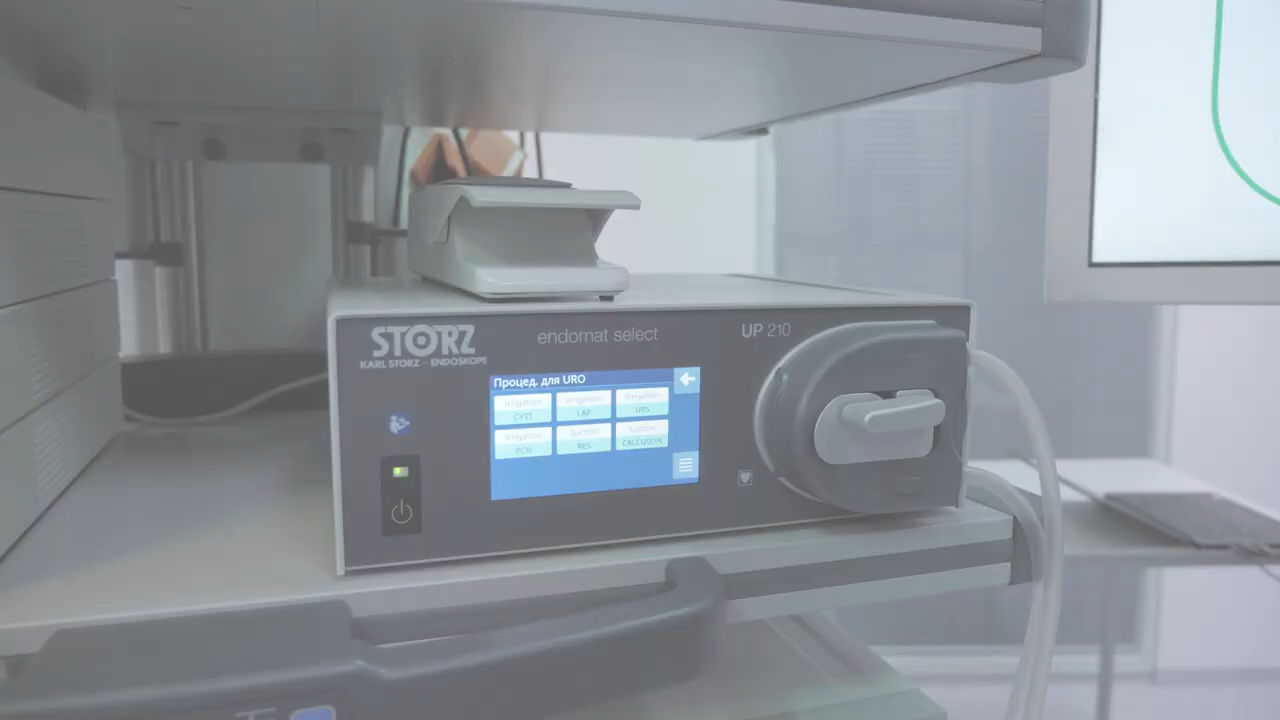 STORZ
KARL STORZ — ENDOSKOPE
endomat select
UP 210
Процед. для URO
Irrigation
CYST
Irrigation
LAP
Irrigation
URS
Irrigation
PCN
Suction
RES
Suction
CALCUSON